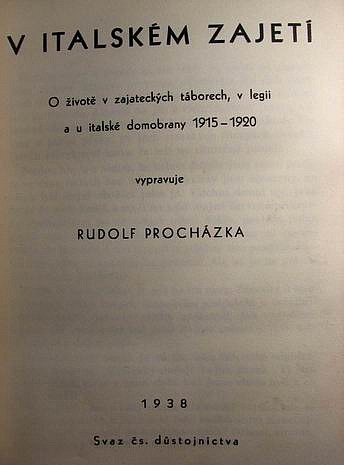 V ITALSKÉM ZAJETÍ
O životě v zajateckých táborech, v legii
a u italské domobrany 1915–1920
vypravuje
RUDOLF PROCHÁZKA
1938
Svaz čs. důstojnictva